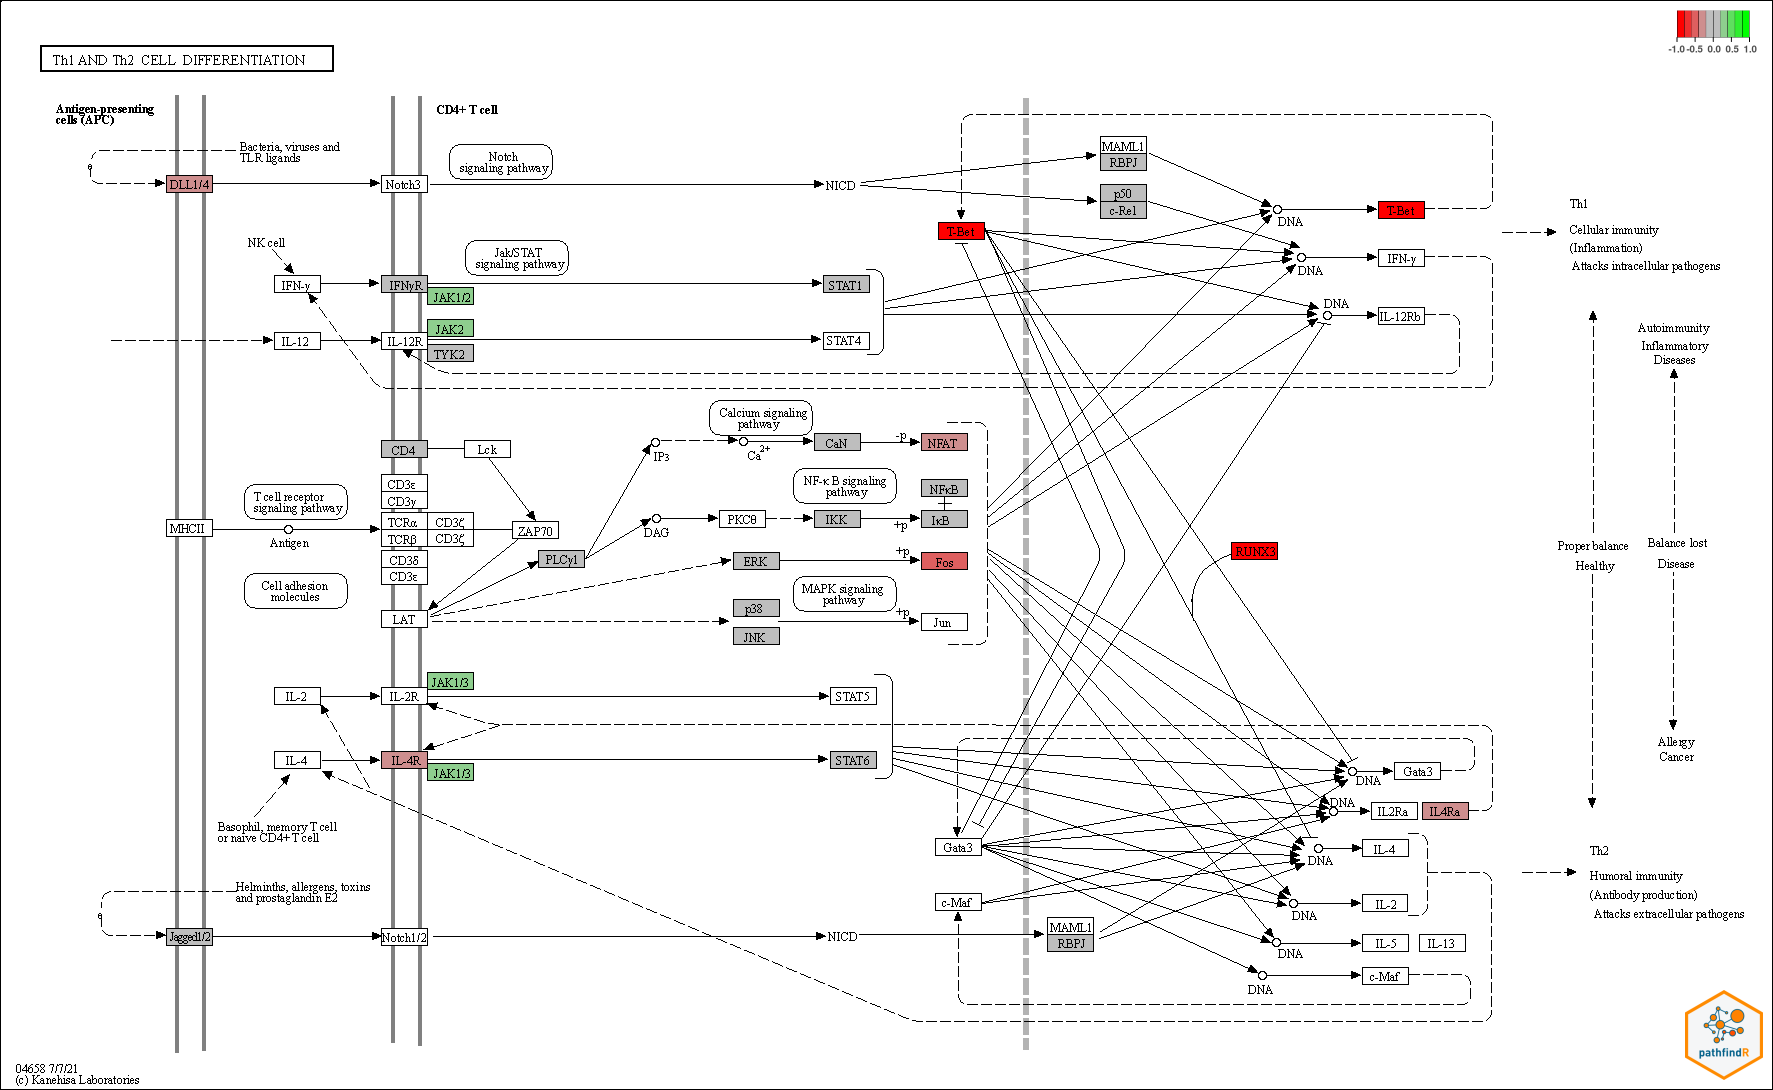 -1.0 -0.5 0.0 0.5 1.0
Th1 AND Th2 CELL DIFFERENTIATION
Antigen-presenting
cells (APC)
CD4+ T cell
Bacteria, viruses and
TLR ligands
e
DLL1/4
Notch3
Notch
signaling pathway
NICD
MAML1
RBPJ
p50
c-Rel
DNA
T-Bet
T-Bet
NK cell
IFN-γ
IFNγR
JAK1/2
Jak/STAT
signaling pathway
STAT1
DNA
IFN-γ
IL-12
JAK2
IL-12R
TYK2
STAT4
DNA
IL-12Rb
Th1
Cellular immunity
(Inflammation)
Attacks intracellular pathogens
Autoimmunity
Inflammatory
Diseases
Calcium signaling
pathway
CD4
Lck
IP3
Ca2+
CaN
-p
NFAT
CD3ε
CD3γ
T cell receptor
signaling pathway
NF-κB signaling
pathway
NFκB
MHCII
Antigen
TCRα
CD3ζ
TCRβ
CD3ζ
ZAP70
DAG
PKCθ
IKK
+p
IκB
CD3δ
CD3ε
PLCγ1
ERK
+p
Fos
RUNX3
Proper balance
Healthy
Balance lost
Disease
Cell adhesion
molecules
MAPK signaling
pathway
LAT
p38
JNK
+p
Jun
JAK1/3
IL-2
IL-2R
STAT5
IL-4
IL-4R
JAK1/3
STAT6
DNA
Gata3
DNA
IL2Ra
IL4Ra
Allergy
Cancer
Basophil, memory T cell
or naive CD4+ T cell
Gata3
DNA
IL-4
Th2
Humoral immunity
(Antibody production)
Attacks extracellular pathogens
Helminths, allergens, toxins
and prostaglandin E2
e
c-Maf
DNA
IL-2
Jagged1/2
Notch1/2
NICD
MAML1
RBPJ
DNA
IL-5
IL-13
DNA
c-Maf
pathfindR
04658 7/7/21
(c) Kanehisa Laboratories